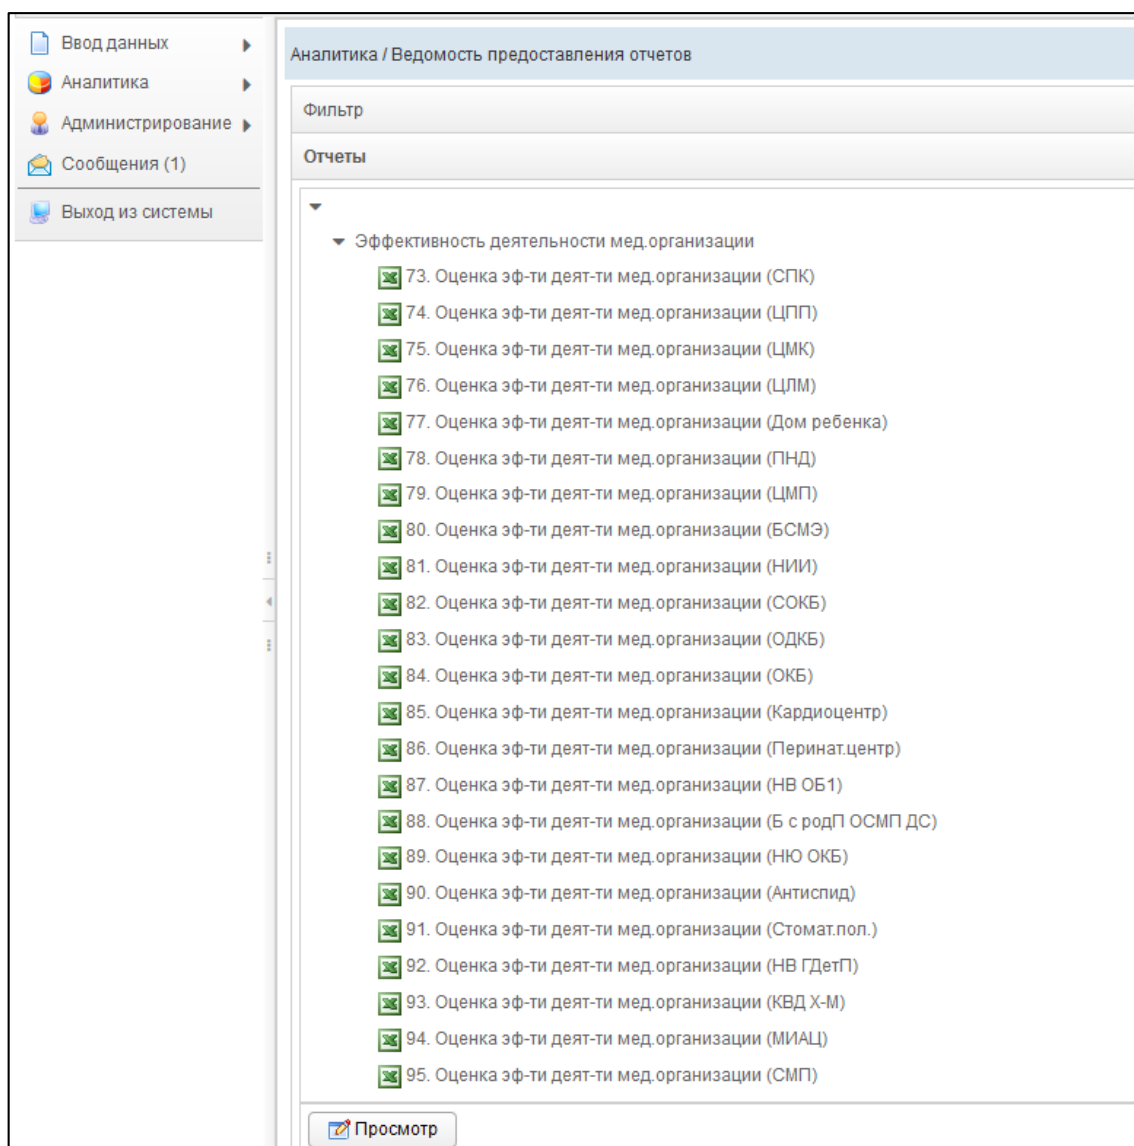 Ввод данных
Аналитика
Администрирование
Сообщения (1)
Выход из системы
Аналитика / Ведомость предоставления отчетов
Фильтр
Отчеты
Эффективность деятельности мед.организации
73. Оценка эф-ти деят-ти мед.организации (СПК)
74. Оценка эф-ти деят-ти мед.организации (ЦПП)
75. Оценка эф-ти деят-ти мед.организации (ЦМК)
76. Оценка эф-ти деят-ти мед.организации (ЦЛМ)
77. Оценка эф-ти деят-ти мед.организации (Дом ребенка)
78. Оценка эф-ти деят-ти мед.организации (ПНД)
79. Оценка эф-ти деят-ти мед.организации (ЦМП)
80. Оценка эф-ти деят-ти мед.организации (БСМЭ)
81. Оценка эф-ти деят-ти мед.организации (НИИ)
82. Оценка эф-ти деят-ти мед.организации (СОКБ)
83. Оценка эф-ти деят-ти мед.организации (ОДКБ)
84. Оценка эф-ти деят-ти мед.организации (ОКБ)
85. Оценка эф-ти деят-ти мед.организации (Кардиоцентр)
86. Оценка эф-ти деят-ти мед.организации (Перинат.центр)
87. Оценка эф-ти деят-ти мед.организации (НВ ОБ1)
88. Оценка эф-ти деят-ти мед.организации (Б с родП ОСМП ДС)
89. Оценка эф-ти деят-ти мед.организации (НЮ ОКБ)
90. Оценка эф-ти деят-ти мед.организации (Антиспид)
91. Оценка эф-ти деят-ти мед.организации (Стомат.пол.)
92. Оценка эф-ти деят-ти мед.организации (НВ ГДетП)
93. Оценка эф-ти деят-ти мед.организации (КВД Х-М)
94. Оценка эф-ти деят-ти мед.организации (МИАЦ)
95. Оценка эф-ти деят-ти мед.организации (СМП)
Просмотр